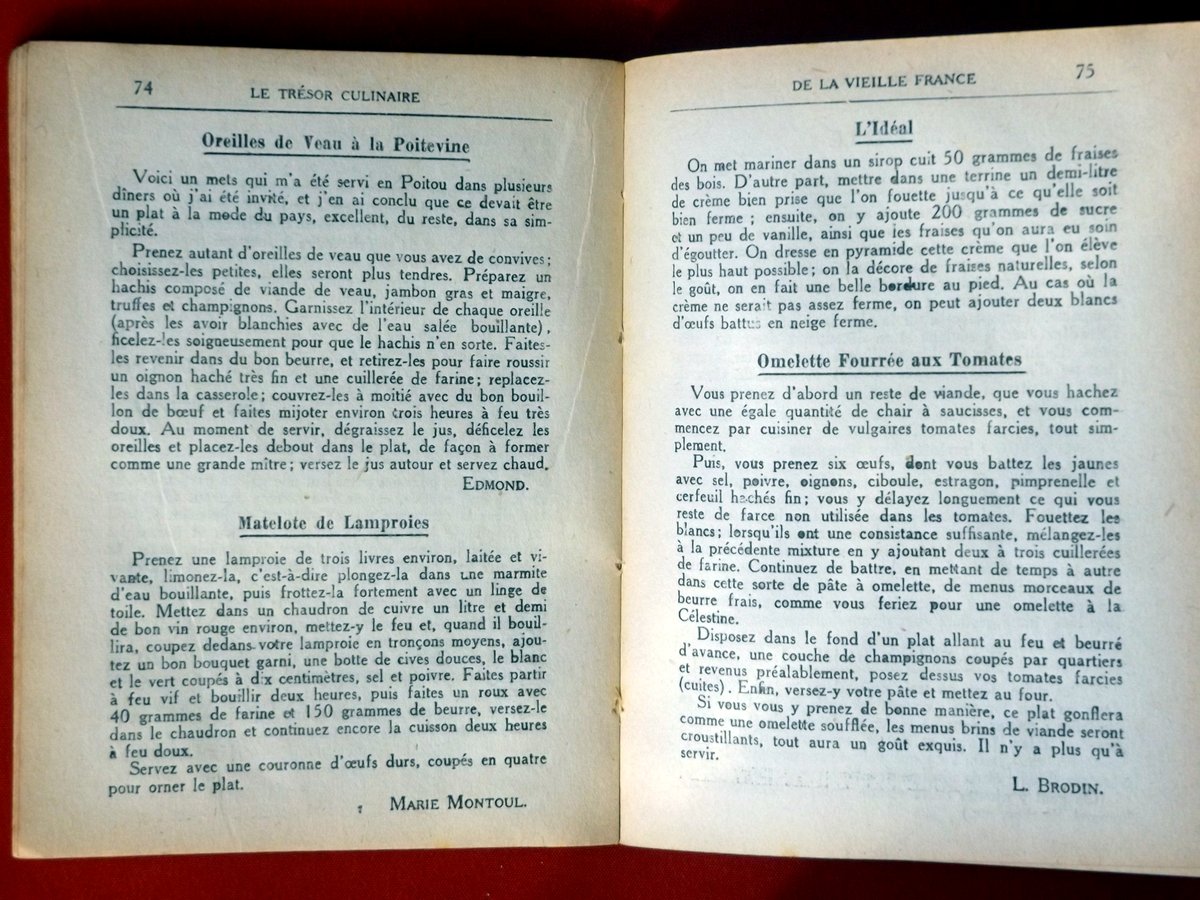 74
LE TRÉSOR CULINAIRE
Oreilles de Veau à la Poitevine
Voici un mets qui m'a été servi en Poitou dans plusieurs
dîners où j'ai été invité, et j'en ai conclu que ce devait être
un plat à la mode du pays, excellent, du reste, dans sa sim-
plicité.
Prenez autant d'oreilles de veau que vous avez de convives;
choisissez-les petites, elles seront plus tendres. Préparez un
hachis composé de viande de veau, jambon gras et maigre,
truffes et champignons. Garnissez l'intérieur de chaque oreille
(après les avoir blanchies avec de l'eau salée bouillante),
ficelez-les soigneusement pour que le hachis n'en sorte. Faites-
les revenir dans du bon beurre, et retirez-les pour faire roussir
un oignon haché très fin et une cuillerée de farine; replacez-
les dans la casserole; couvrez-les à moitié avec du bon bouil-
lon de bœuf et faites mijoter environ trois heures à feu très
doux. Au moment de servir, dégraissez le jus, déficelez les
oreilles et placez-les debout dans le plat, de façon à former
comme une grande mître; versez le jus autour et servez chaud.
EDMOND.
Matelote de Lamproies
Prenez une lamproie de trois livres environ, laitée et vi-
vante, limonez-la, c'est-à-dire plongez-la dans une marmite
d'eau bouillante, puis frottez-la fortement avec un linge de
toile. Mettez dans un chaudron de cuivre un litre et demi
de bon vin rouge environ, mettez-y le feu et, quand il bouil-
lira, coupez dedans votre lamproie en tronçons moyens, ajou-
tez un bon bouquet garni, une botte de cives douces, le blanc
et le vert coupés à dix centimètres, sel et poivre. Faites partir
à feu vif et bouillir deux heures, puis faites un roux avec
40 grammes de farine et 150 grammes de beurre, versez-le
dans le chaudron et continuez encore la cuisson deux heures
à feu doux.
Servez avec une couronne d'œufs durs, coupés en quatre
pour orner le plat.
MARIE MONTOUL.
DE LA VIEILLE FRANCE
75
L'Idéal
On met mariner dans un sirop cuit 50 grammes de fraises
des bois. D'autre part, mettre dans une terrine un demi-litre
de crème bien prise que l'on fouette jusqu'à ce qu'elle soit
bien ferme; ensuite, on y ajoute 200 grammes de sucre
et un peu de vanille, ainsi que les fraises qu'on aura eu soin
d'égoutter. On dresse en pyramide cette crème que l'on élève
le plus haut possible; on la décore de fraises naturelles, selon
le goût, on en fait une belle bordure au pied. Au cas où la
crème ne serait pas assez ferme, on peut ajouter deux blancs
d'œufs battus en neige ferme.
Omelette Fourrée aux Tomates
Vous prenez d'abord un reste de viande, que vous hachez
avec une égale quantité de chair à saucisses, et vous com-
mencez par cuisiner de vulgaires tomates farcies, tout sim-
plement.
Puis, vous prenez six œufs, dont vous battez les jaunes
avec sel, poivre, oignons, ciboule, estragon, pimprenelle et
cerfeuil hachés fin; vous y délayez longuement ce qui vous
reste de farce non utilisée dans les tomates. Fouettez les
blancs; lorsqu'ils ont une consistance suffisante, mélangez-les
à la précédente mixture en y ajoutant deux à trois cuillerées
de farine. Continuez de battre, en mettant de temps à autre
dans cette sorte de pâte à omelette, de menus morceaux de
beurre frais, comme vous feriez pour une omelette à la
Célestine.
Disposez dans le fond d'un plat allant au feu et beurré
d'avance, une couche de champignons coupés par quartiers
et revenus préalablement, posez dessus vos tomates farcies
(cuites). Enfin, versez-y votre pâte et mettez au four.
Si vous vous y prenez de bonne manière, ce plat gonflera
comme une omelette soufflée, les menus brins de viande seront
croustillants, tout aura un goût exquis. Il n'y a plus qu'à
servir.
L. BRODIN.